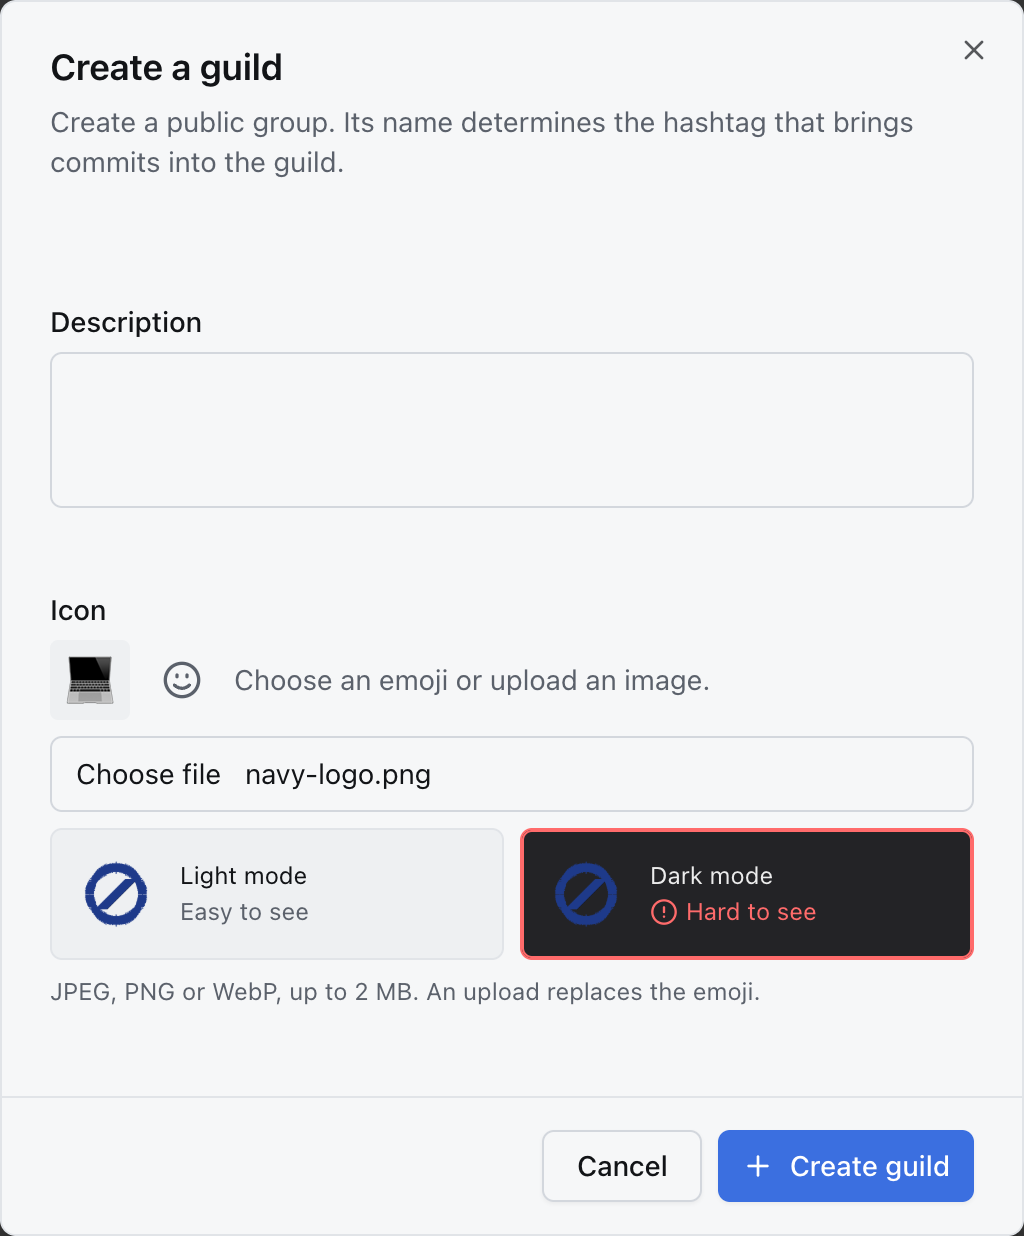 Create a guild
Create a public group. Its name determines the hashtag that brings
commits into the guild.
Description
Icon
Choose an emoji or upload an image.
Choose file navy-logo.png
Light mode
Easy to see
Dark mode
Hard to see
JPEG, PNG or WebP, up to 2 MB. An upload replaces the emoji.
Cancel
+ Create guild